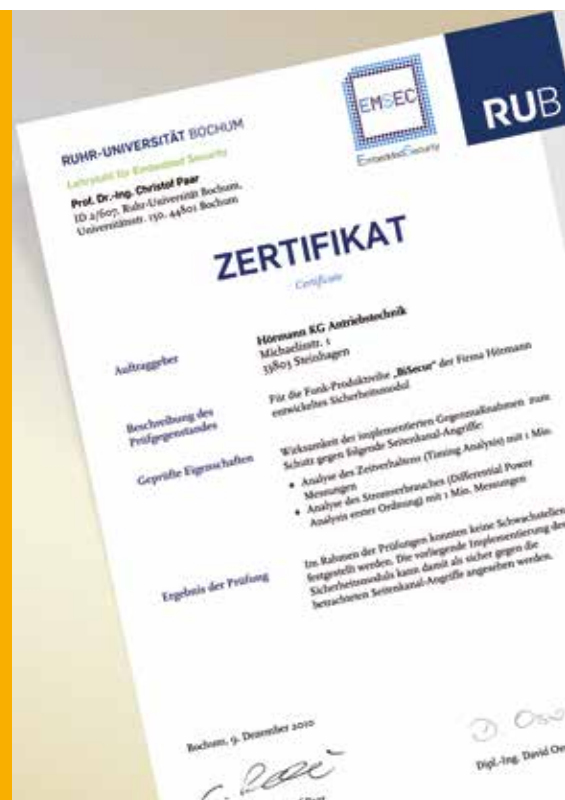 RUHR-UNIVERSITÄT BOCHUM
Lehrstuhl für Embedded Security
Prof. Dr.-Ing. Christof Paar
ID 2/607, Ruhr-Universität Bochum,
Universitätsstr. 150, 44801 Bochum
EMSEC
EmbeddedSecurity
RUB
ZERTIFIKAT
Certificate
Auftraggeber
Hörmann KG Antriebstechnik
Michaelisstr. 1
33803 Steinhagen
Beschreibung des
Prüfgegenstandes
Für die Funk-Produktreihe „BiSecur“ der Firma Hörmann
entwickeltes Sicherheitsmodul
Geprüfte Eigenschaften
Wirksamkeit der implementierten Gegenmaßnahmen zum
Schutz gegen folgende Seitenkanal-Angriffe:
• Analyse des Zeitverhaltens (Timing Analysis) mit 1 Mio.
Messungen
• Analyse des Stromverbrauches (Differential Power
Analysis erster Ordnung) mit 1 Mio. Messungen
Ergebnis der Prüfung
Im Rahmen der Prüfungen konnten keine Schwachstellen
festgestellt werden. Die vorliegende Implementierung des
Sicherheitsmoduls kann damit als sicher gegen die
betrachteten Seitenkanal-Angriffe angesehen werden.
Bochum, 9. Dezember 2010
D. Osw
Dipl.-Ing. David Os